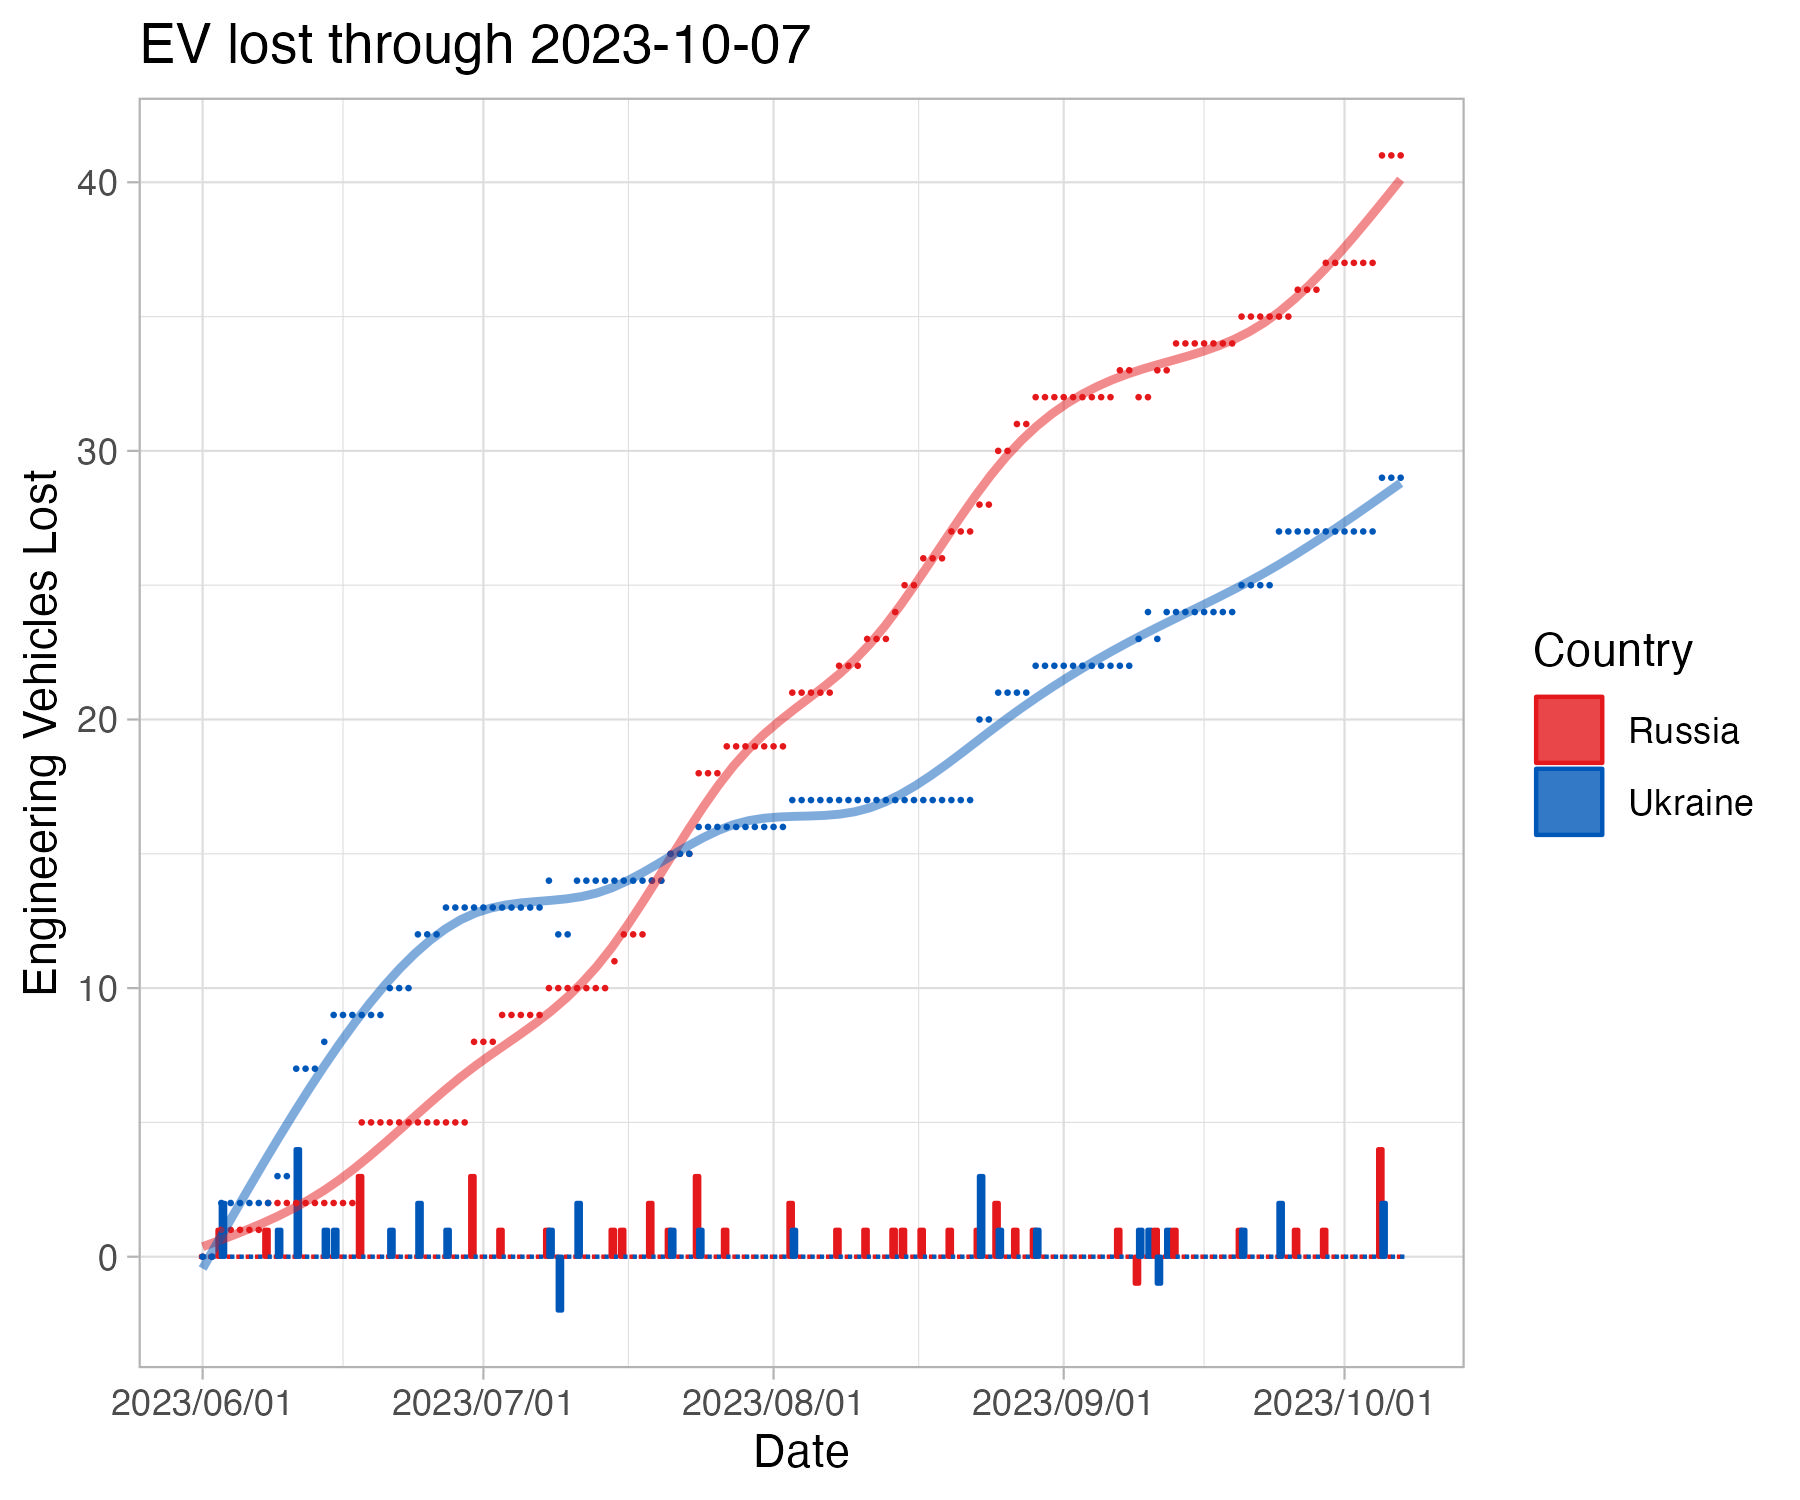 EV lost through 2023-10-07
Engineering Vehicles Lost
40
30
20
10
0
2023/06/01
2023/07/01
2023/08/01
2023/09/01
2023/10/01
Date
Country
Russia
Ukraine